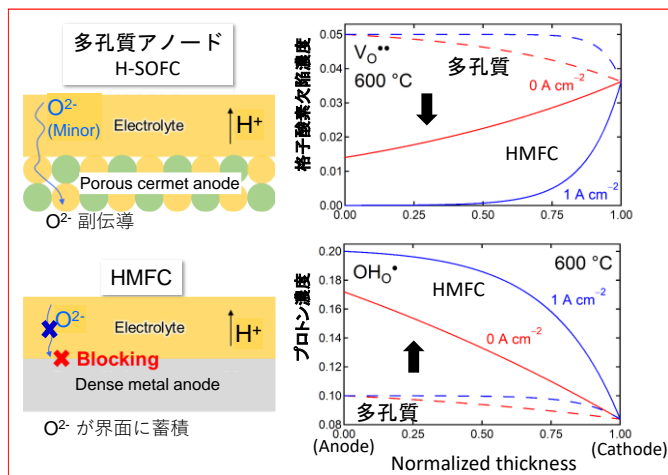 多孔質アノード
H-SOFC
O²⁻
(Minor)
Electrolyte
H⁺
Porous cermet anode
O²⁻ 副伝導
HMFC
O²⁻
Electrolyte
H⁺
Blocking
Dense metal anode
O²⁻ が界面に蓄積
格子酸素欠陥濃度
0.05
0.04
0.03
0.02
0.01
0.00
V_O^••
600 °C
多孔質
0 A cm⁻²
HMFC
1 A cm⁻²
0.00
0.25
0.50
0.75
1.00
プロトン濃度
0.20
0.18
0.16
0.14
0.12
0.10
0.08
OH_O^•
600 °C
HMFC
1 A cm⁻²
0 A cm⁻²
多孔質
0.00
0.25
0.50
0.75
1.00
(Anode)
Normalized thickness
(Cathode)